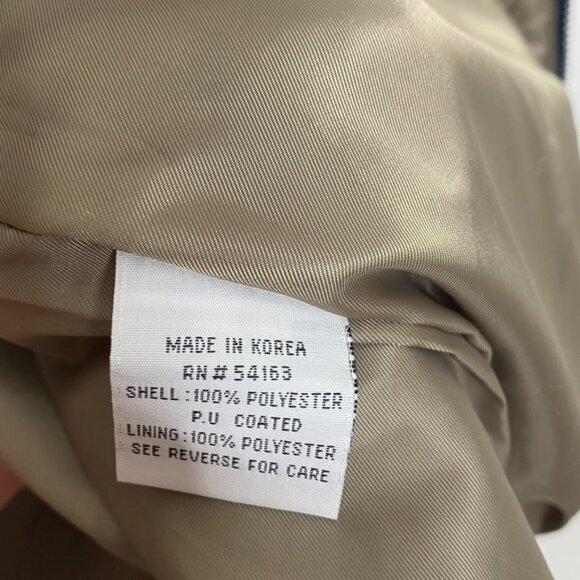 MADE IN KOREA
RN# 54163
SHELL:100% POLYESTER
P.U COATED
LINING:100% POLYESTER
SEE REVERSE FOR CARE